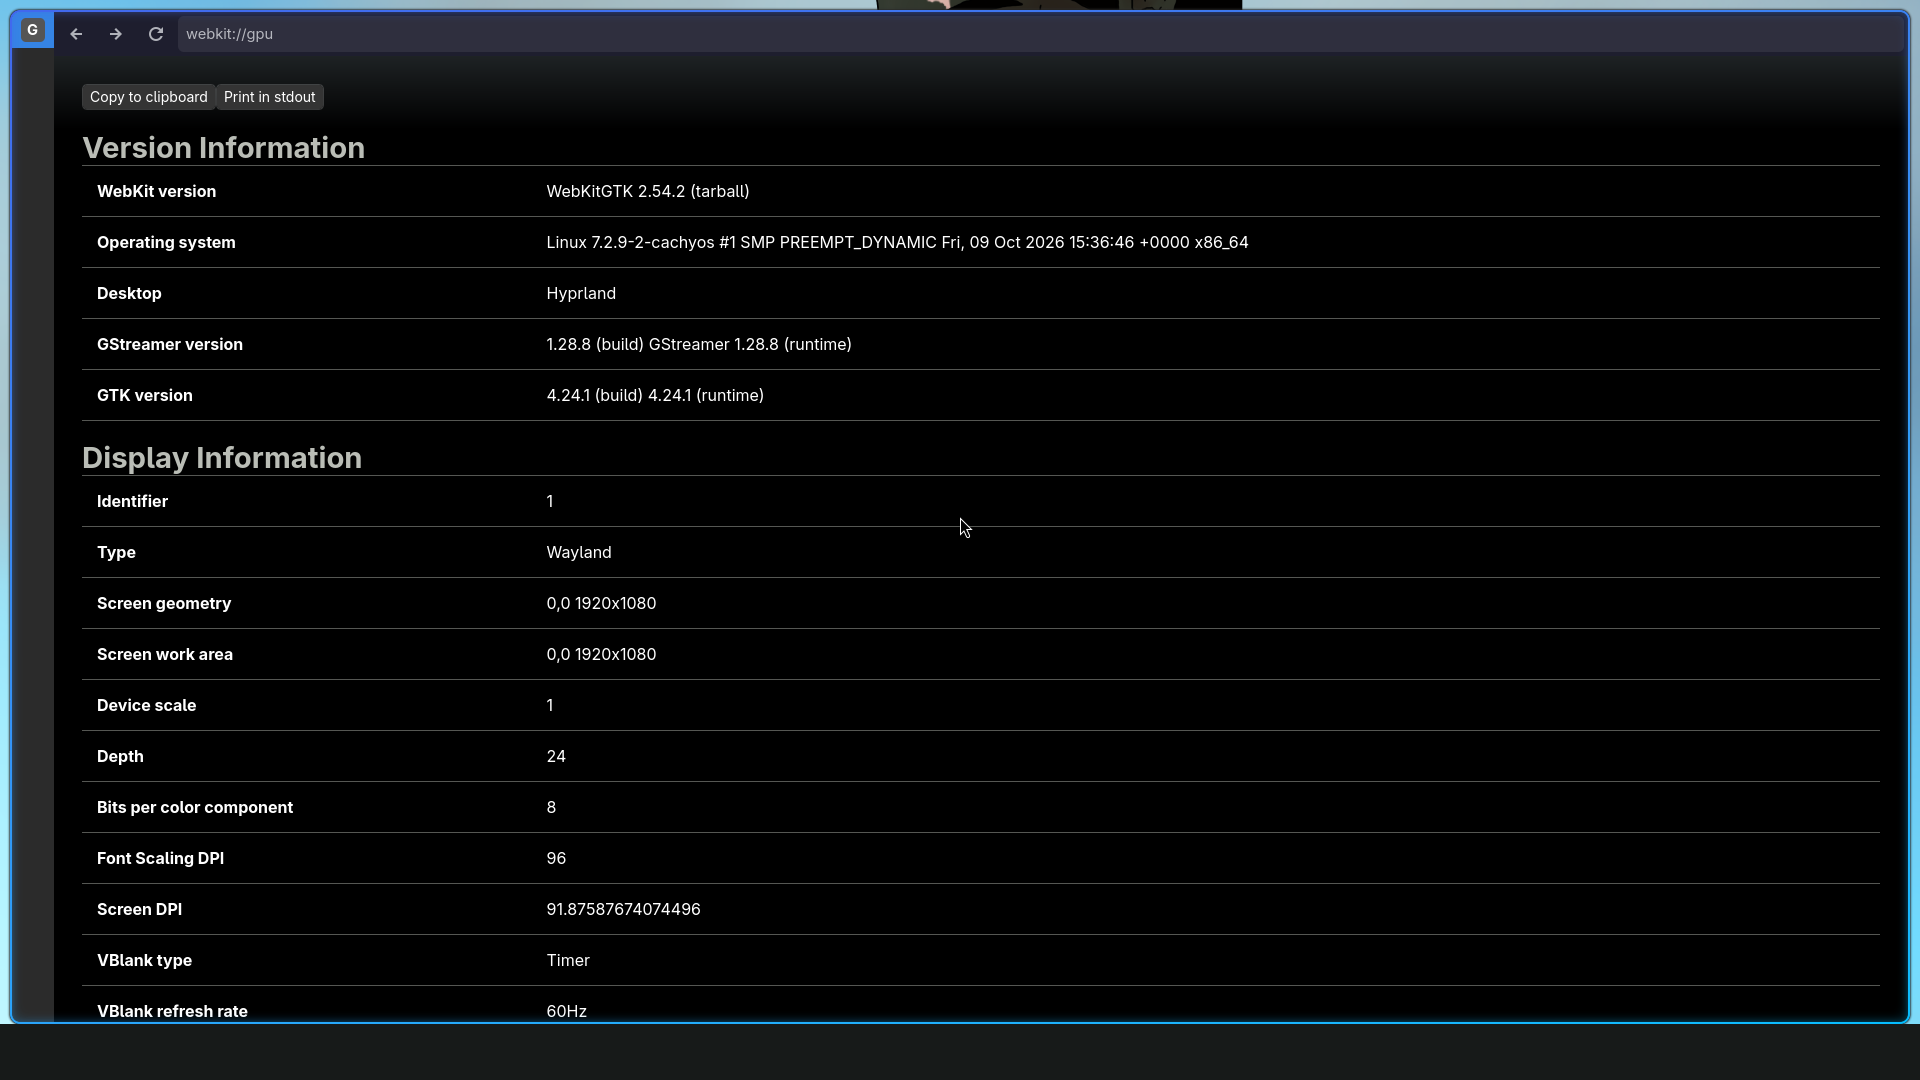 G
webkit://gpu
Copy to clipboard Print in stdout
Version Information
WebKit version WebKitGTK 2.54.2 (tarball)
Operating system Linux 7.2.9-2-cachyos #1 SMP PREEMPT_DYNAMIC Fri, 09 Oct 2026 15:36:46 +0000 x86_64
Desktop Hyprland
GStreamer version 1.28.8 (build) GStreamer 1.28.8 (runtime)
GTK version 4.24.1 (build) 4.24.1 (runtime)
Display Information
Identifier 1
Type Wayland
Screen geometry 0,0 1920x1080
Screen work area 0,0 1920x1080
Device scale 1
Depth 24
Bits per color component 8
Font Scaling DPI 96
Screen DPI 91.87587674074496
VBlank type Timer
VBlank refresh rate 60Hz